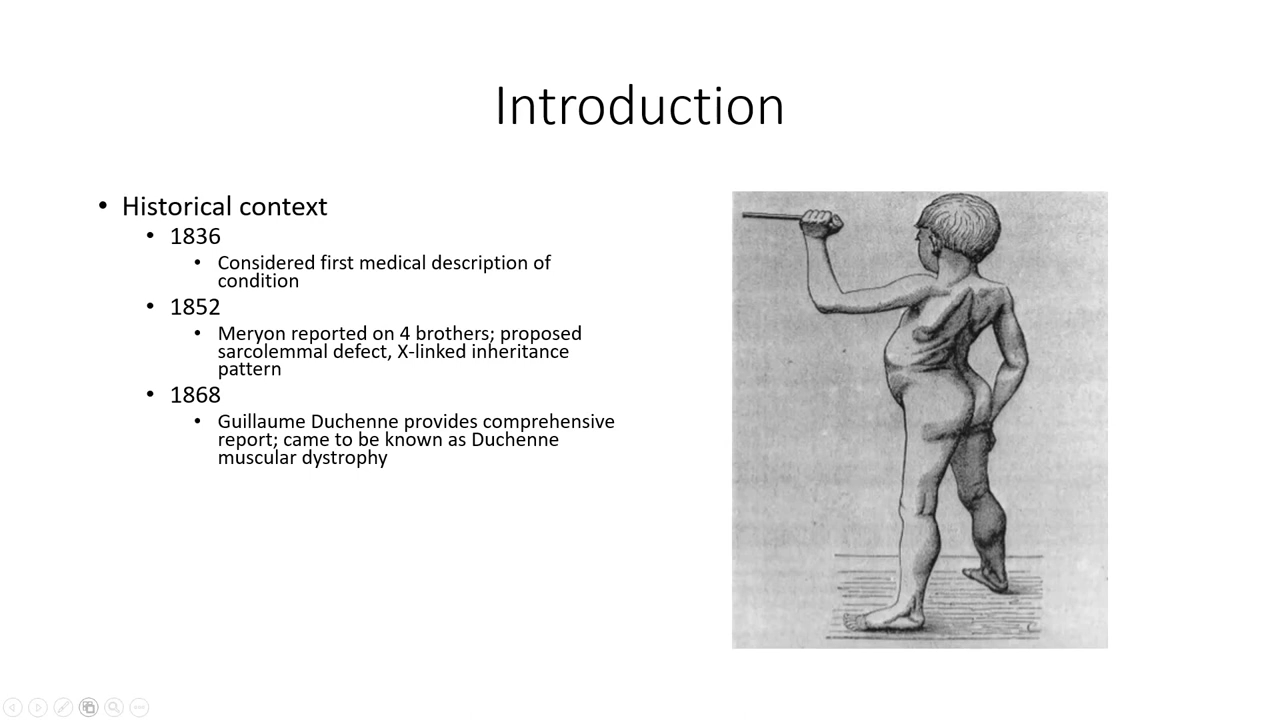 Introduction
• Historical context
• 1836
• Considered first medical description of
condition
• 1852
• Meryon reported on 4 brothers; proposed
sarcolemmal defect, X-linked inheritance
pattern
• 1868
• Guillaume Duchenne provides comprehensive
report; came to be known as Duchenne
muscular dystrophy